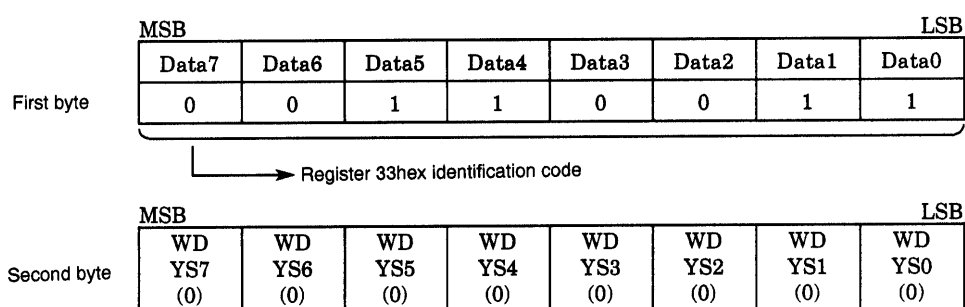 MSB LSB
Data7 Data6 Data5 Data4 Data3 Data2 Data1 Data0
First byte 0 0 1 1 0 0 1 1
Register 33hex identification code
MSB LSB
WD WD WD WD WD WD WD WD
Second byte YS7 YS6 YS5 YS4 YS3 YS2 YS1 YS0
(0) (0) (0) (0) (0) (0) (0) (0)